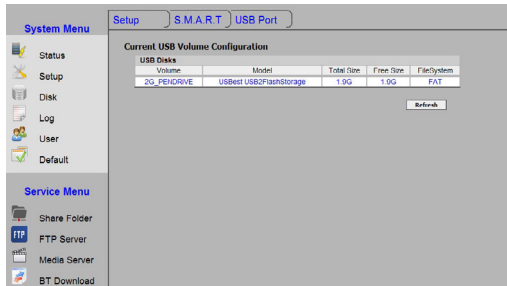 System Menu
Status
Setup
Disk
Log
User
Default
Service Menu
Share Folder
FTP
FTP Server
Media Server
BT Download
Setup S.M.A.R.T USB Port
Current USB Volume Configuration
USB Disks
Volume Model Total Size Free Size FileSystem
2G_PENDRIVE USBest USB2FlashStorage 1.9G 1.9G FAT
Refresh